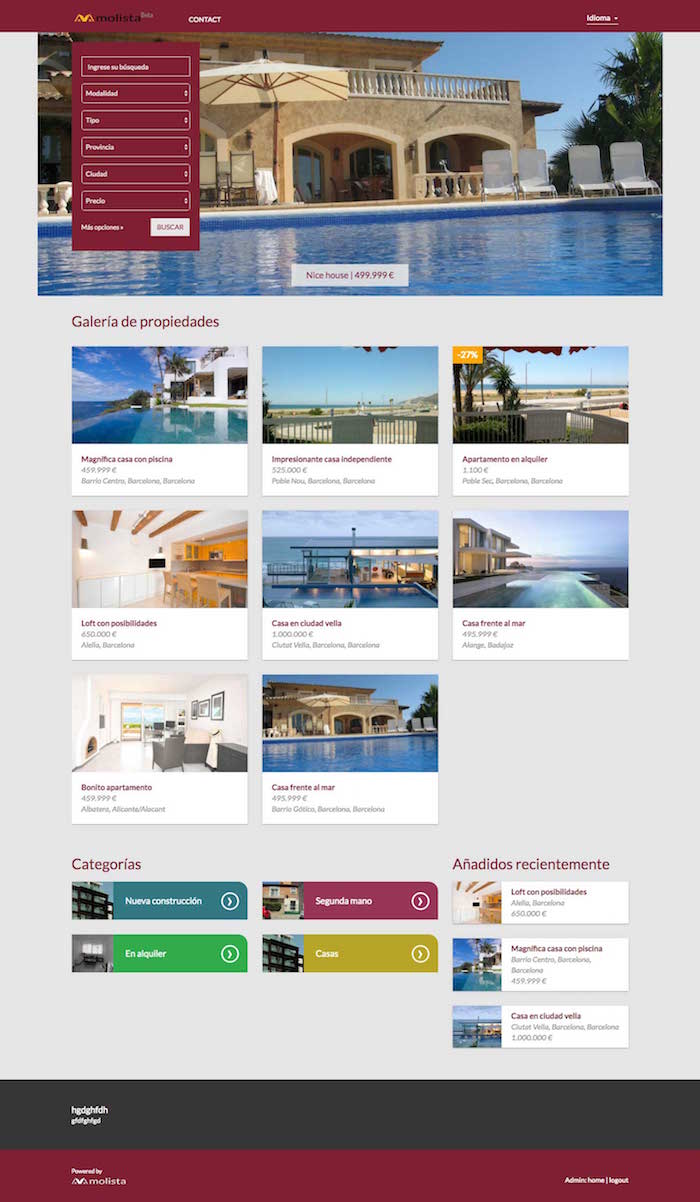 molista Beta
CONTACT
Idioma
Ingrese su búsqueda
Modalidad
Tipo
Provincia
Ciudad
Precio
Más opciones »
BUSCAR
Nice house | 499.999 €
Galería de propiedades
Magnífica casa con piscina
459.999 €
Barrio Centro, Barcelona, Barcelona
Impresionante casa independiente
525.000 €
Poble Nou, Barcelona, Barcelona
-27%
Apartamento en alquiler
1.100 €
Poble Sec, Barcelona, Barcelona
Loft con posibilidades
650.000 €
Alella, Barcelona
Casa en ciudad vella
1.000.000 €
Ciutat Vella, Barcelona, Barcelona
Casa frente al mar
495.999 €
Alange, Badajoz
Bonito apartamento
459.999 €
Albatera, Alicante/Alacant
Casa frente al mar
495.999 €
Barrio Gótico, Barcelona, Barcelona
Categorías
Nueva construcción
Segunda mano
En alquiler
Casas
Añadidos recientemente
Loft con posibilidades
Alella, Barcelona
650.000 €
Magnífica casa con piscina
Barrio Centro, Barcelona,
Barcelona
459.999 €
Casa en ciudad vella
Ciutat Vella, Barcelona, Barcelona
1.000.000 €
hgdghfdh
gfdfghfgd
Powered by
molista
Admin: home | logout